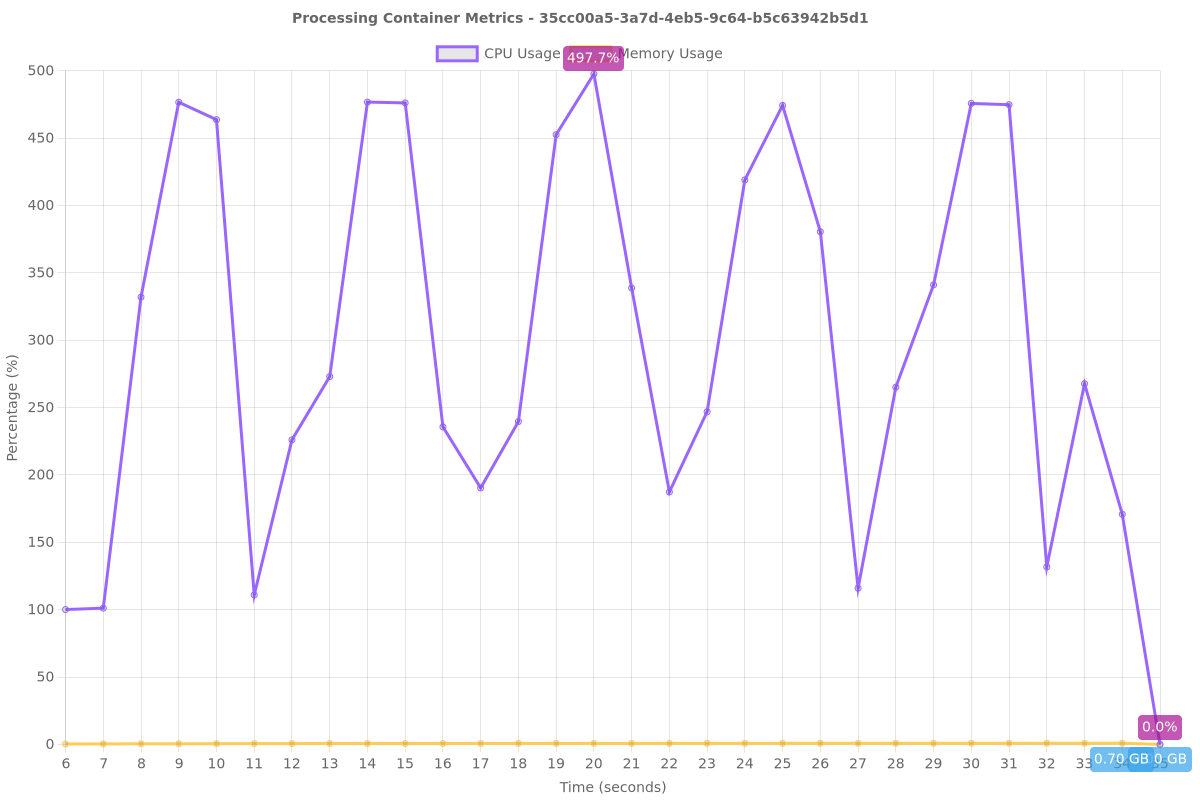 Processing Container Metrics - 35cc00a5-3a7d-4eb5-9c64-b5c63942b5d1
CPU Usage Memory Usage
497.7%
500
450
400
350
300
250
200
150
100
50
0
Percentage (%)
0.0%
6 7 8 9 10 11 12 13 14 15 16 17 18 19 20 21 22 23 24 25 26 27 28 29 30 31 32 33 34 35
0.70 GB 0 GB
Time (seconds)